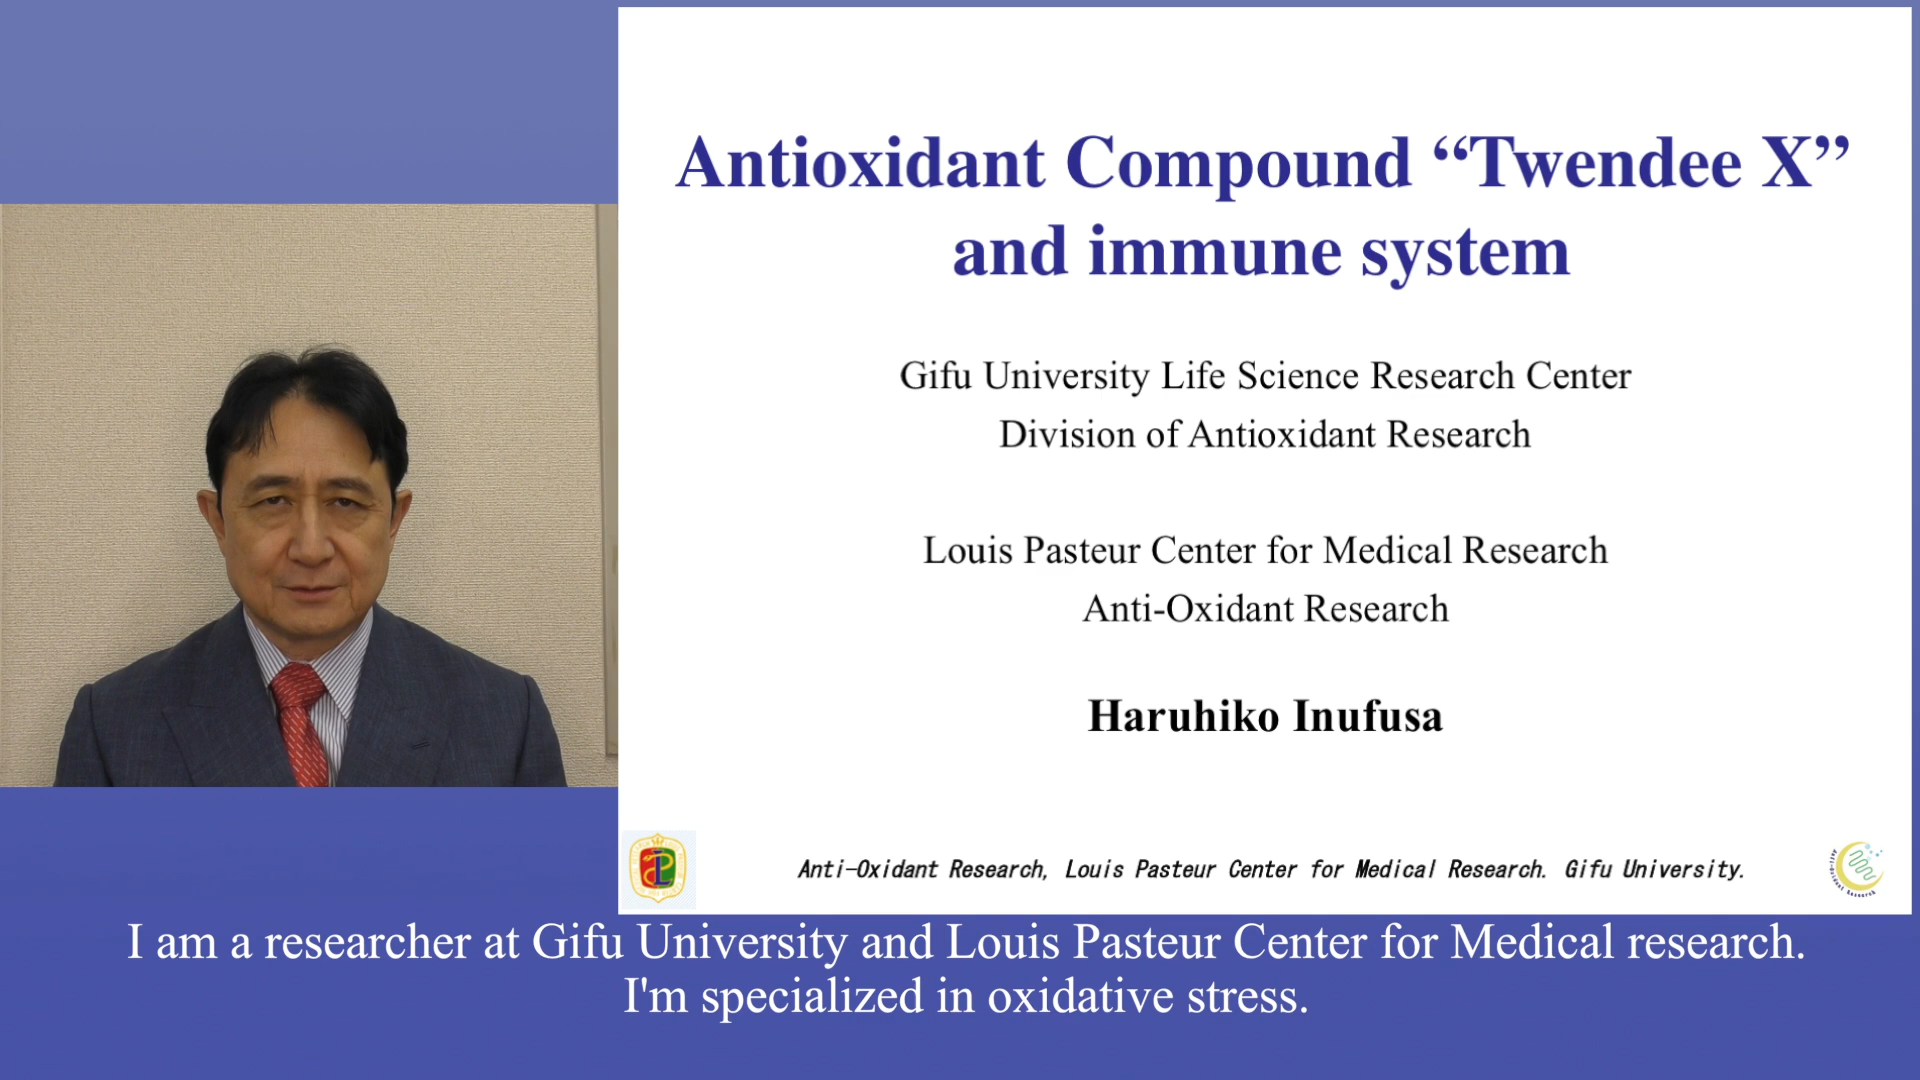 Antioxidant Compound “Twendee X”
and immune system
Gifu University Life Science Research Center
Division of Antioxidant Research
Louis Pasteur Center for Medical Research
Anti-Oxidant Research
Haruhiko Inufusa
Anti-Oxidant Research, Louis Pasteur Center for Medical Research. Gifu University.
I am a researcher at Gifu University and Louis Pasteur Center for Medical research.
I'm specialized in oxidative stress.